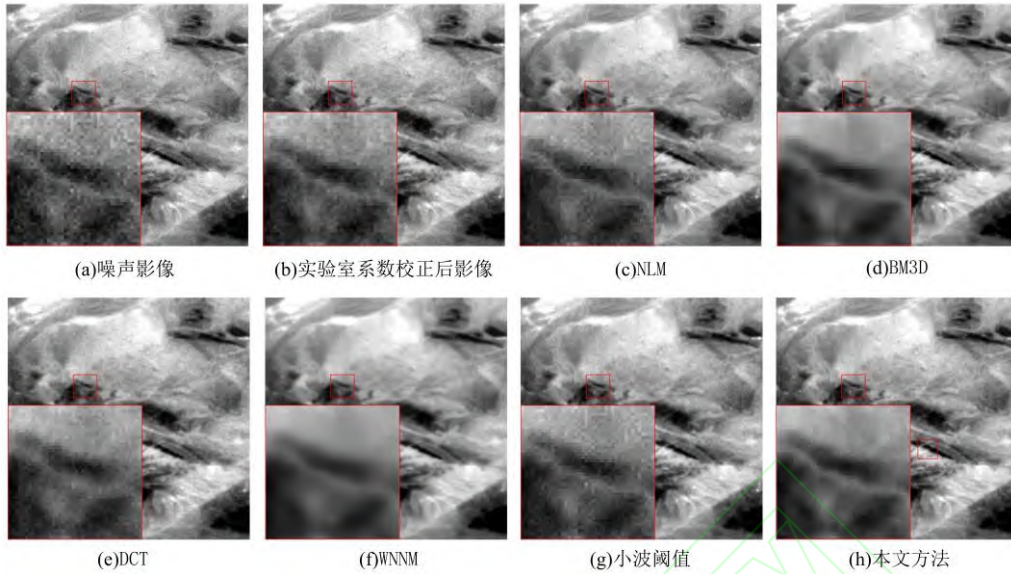 (a)噪声影像
(b)实验室系数校正后影像
(c)NLM
(d)BM3D
(e)DCT
(f)WNNM
(g)小波阈值
(h)本文方法